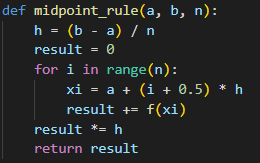 def midpoint_rule(a, b, n):
    h = (b - a) / n
    result = 0
    for i in range(n):
        xi = a + (i + 0.5) * h
        result += f(xi)
    result *= h
    return result